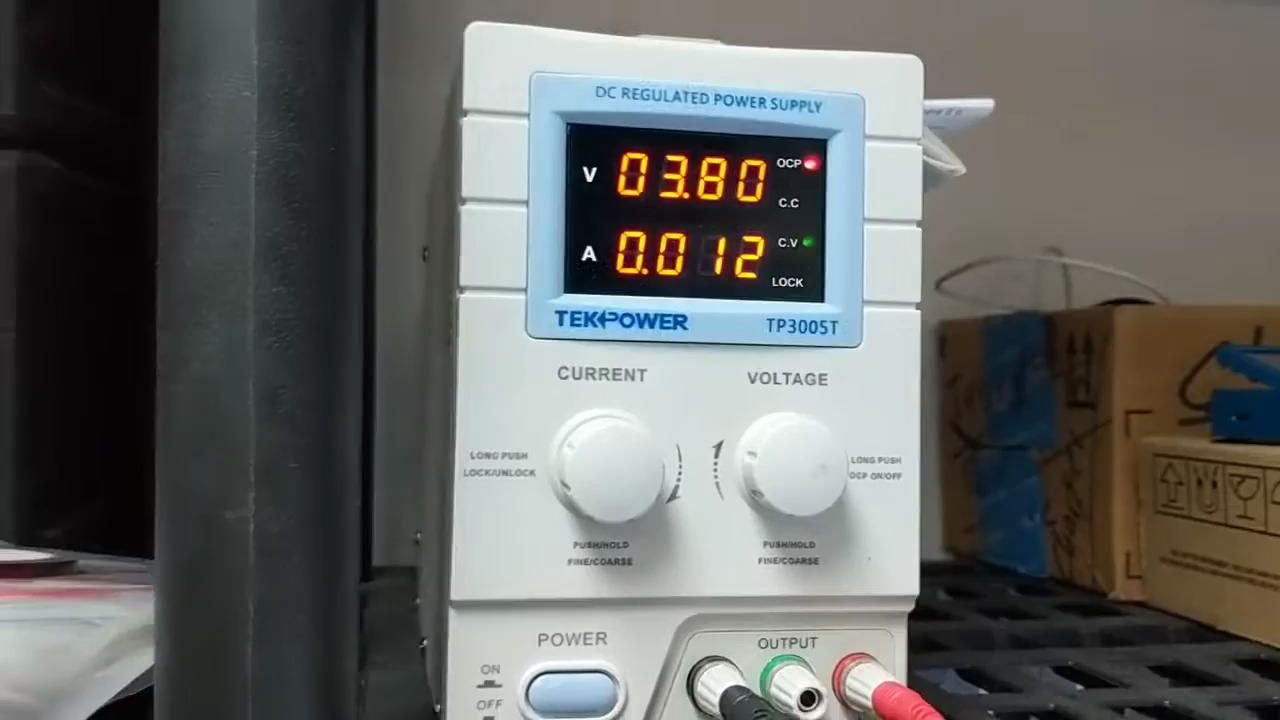 DC REGULATED POWER SUPPLY
V 03.80 OCP
C.C
A 0.012 C.V
LOCK
TEKPOWER TP3005T
CURRENT VOLTAGE
LONG PUSH
LOCK/UNLOCK
LONG PUSH
OCP ON/OFF
PUSH/HOLD
FINE/COARSE
PUSH/HOLD
FINE/COARSE
POWER
ON
OFF
OUTPUT